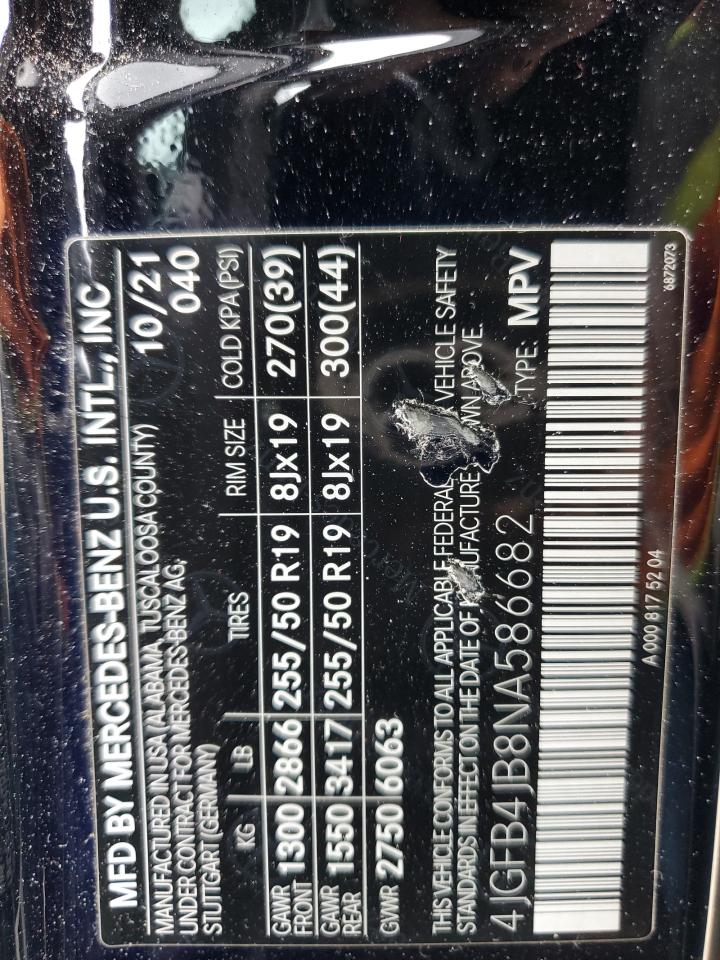 MFD BY MERCEDES-BENZ U.S. INTL., INC
MANUFACTURED IN USA (ALABAMA, TUSCALOOSA COUNTY) 10/21
UNDER CONTRACT FOR MERCEDES-BENZ AG, 040
STUTTGART (GERMANY)
KG LB TIRES RIM SIZE COLD KPA (PSI)
GAWR FRONT 1300 2866 255/50 R19 8Jx19 270(39)
GAWR REAR 1550 3417 255/50 R19 8Jx19 300(44)
GVWR 2750 6063
THIS VEHICLE CONFORMS TO ALL APPLICABLE FEDERAL VEHICLE SAFETY
STANDARDS IN EFFECT ON THE DATE OF ABOVE.
4JGFB4JB8NA586682 TYPE: MPV
A 000 817 52 04
6872073